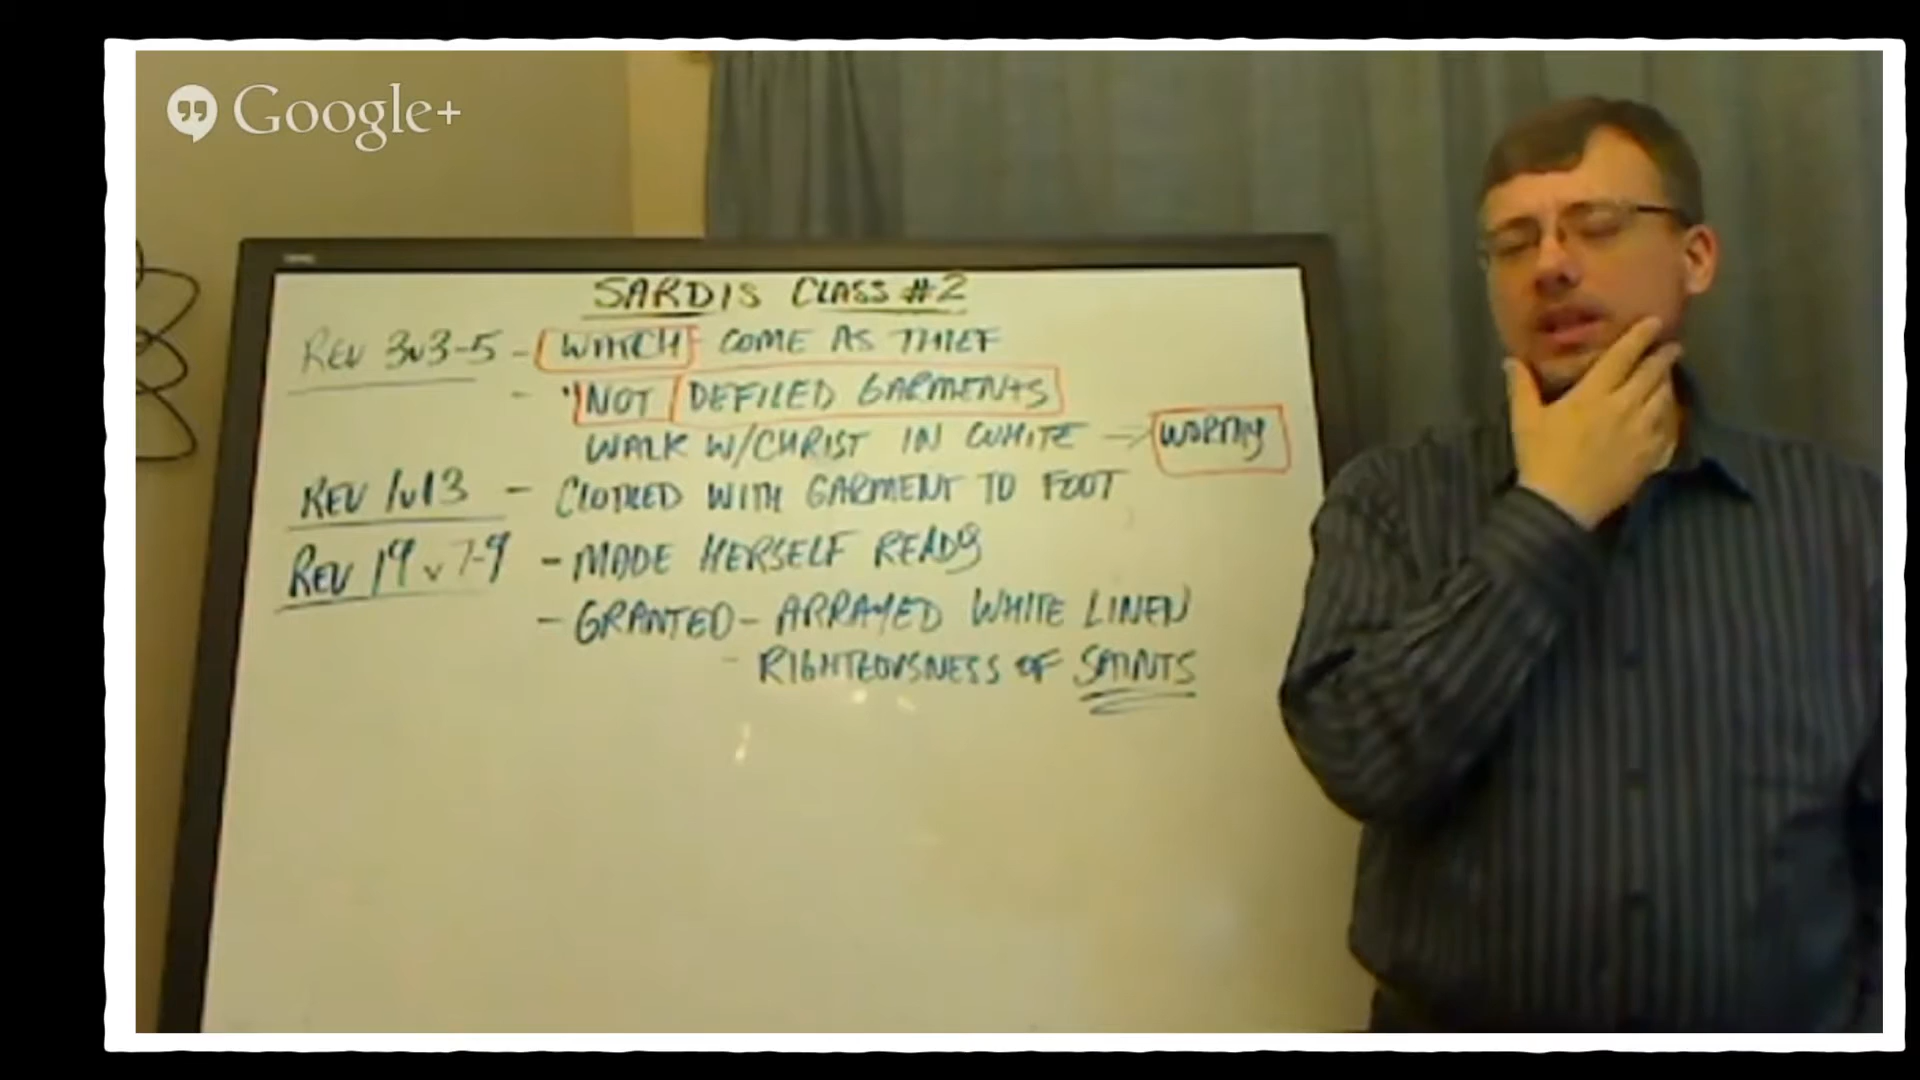 Google+
SARDIS CLASS #2
REV 3v3-5 - WATCH COME AS THIEF
- "NOT DEFILED GARMENTS
WALK W/CHRIST IN WHITE → WORTHY
REV 1v13 - CLOTHED WITH GARMENT TO FOOT
REV 19 v 7-9 - MADE HERSELF READY
- GRANTED - ARRAYED WHITE LINEN
- RIGHTEOUSNESS OF SAINTS